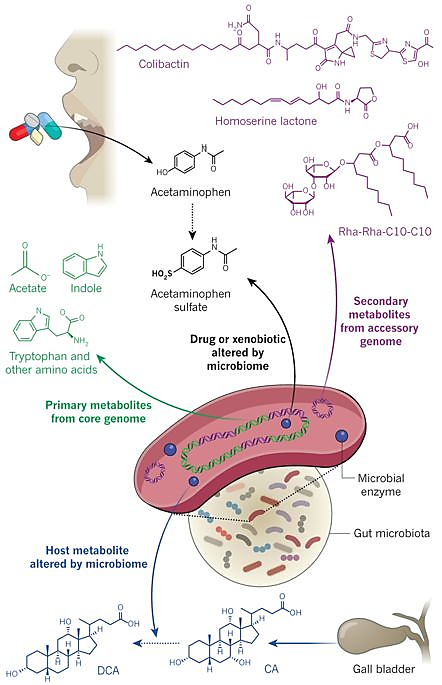 Colibactin
Homoserine lactone
Acetaminophen
Rha-Rha-C10-C10
Acetate
Indole
Acetaminophen
sulfate
Tryptophan and
other amino acids
Drug or xenobiotic
altered by
microbiome
Secondary
metabolites
from accessory
genome
Primary metabolites
from core genome
Microbial
enzyme
Gut microbiota
Host metabolite
altered by microbiome
DCA
CA
Gall bladder